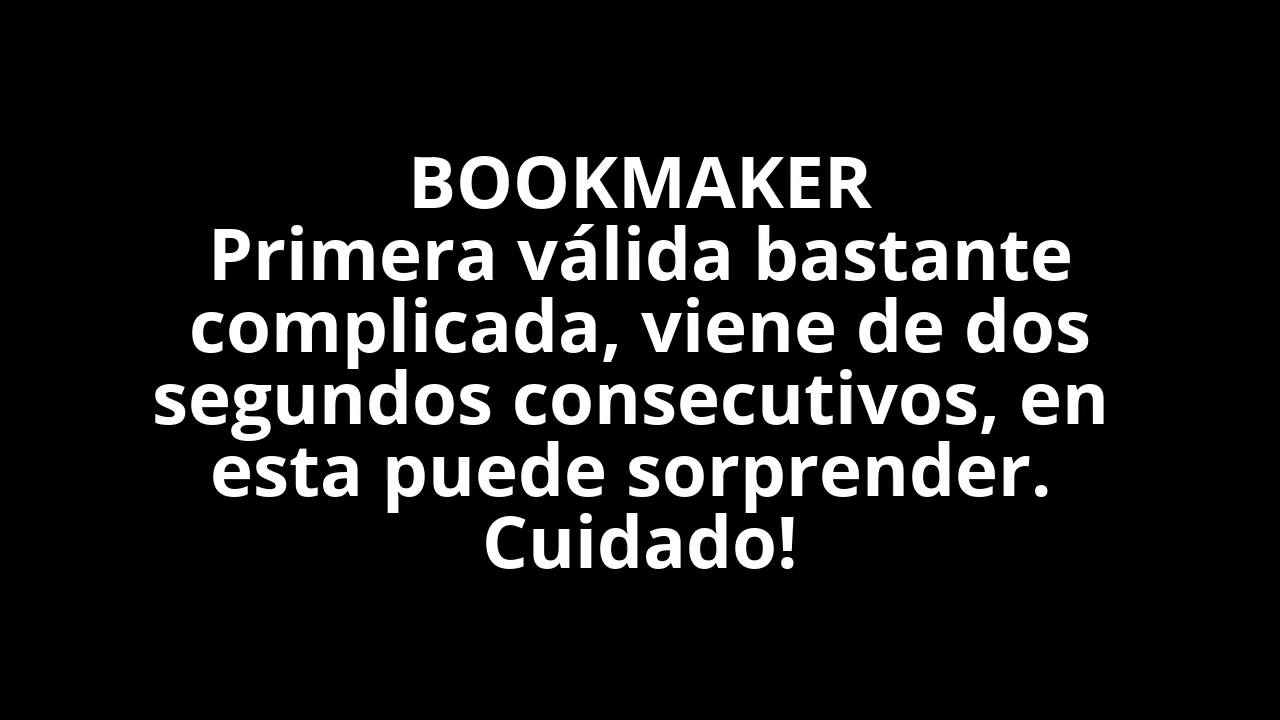 BOOKMAKER
Primera válida bastante
complicada, viene de dos
segundos consecutivos, en
esta puede sorprender.
Cuidado!